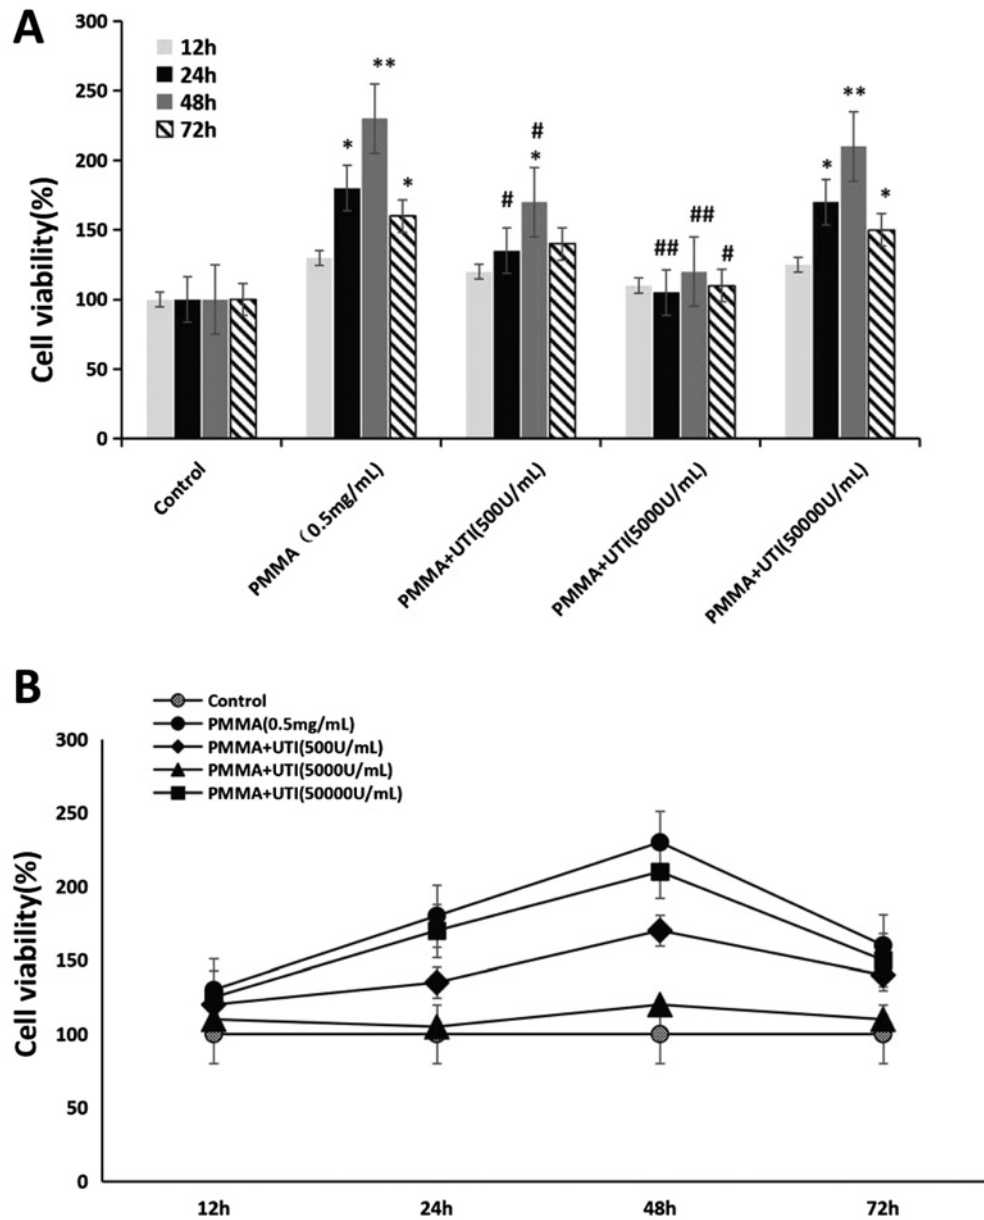 A
300
250
200
150
100
50
0
Cell viability(%)
12h
24h
48h
72h
*
**
*
#
#
*
##
##
#
*
**
*
Control
PMMA（0.5mg/mL)
PMMA+UTI(500U/mL)
PMMA+UTI(5000U/mL)
PMMA+UTI(50000U/mL)
B
Control
PMMA(0.5mg/mL)
PMMA+UTI(500U/mL)
PMMA+UTI(5000U/mL)
PMMA+UTI(50000U/mL)
300
250
200
150
100
50
0
Cell viability(%)
12h
24h
48h
72h